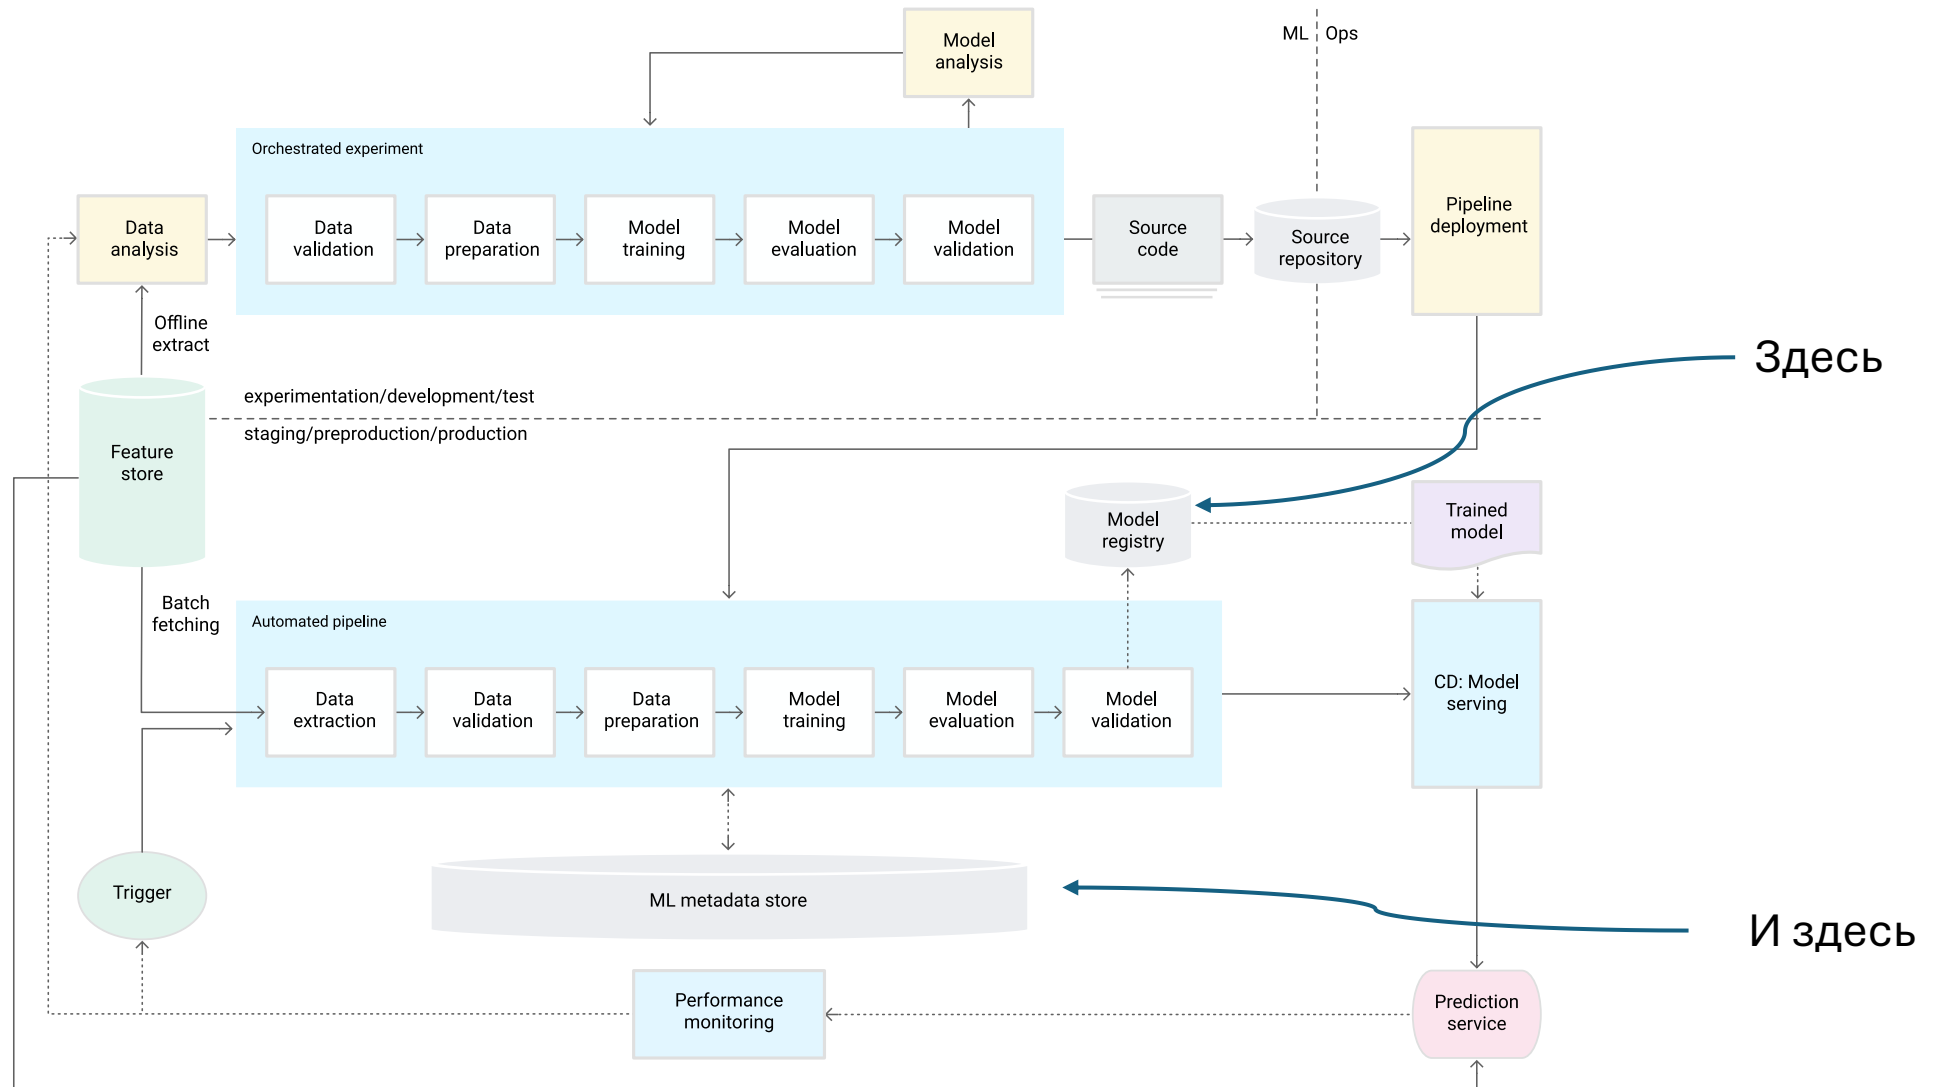 Model
analysis
ML
Ops
Orchestrated experiment
Data
analysis
Data
validation
Data
preparation
Model
training
Model
evaluation
Model
validation
Source
code
Source
repository
Pipeline
deployment
Offline
extract
Здесь
experimentation/development/test
staging/preproduction/production
Feature
store
Model
registry
Trained
model
Batch
fetching
Automated pipeline
Data
extraction
Data
validation
Data
preparation
Model
training
Model
evaluation
Model
validation
CD: Model
serving
Trigger
ML metadata store
И здесь
Performance
monitoring
Prediction
service